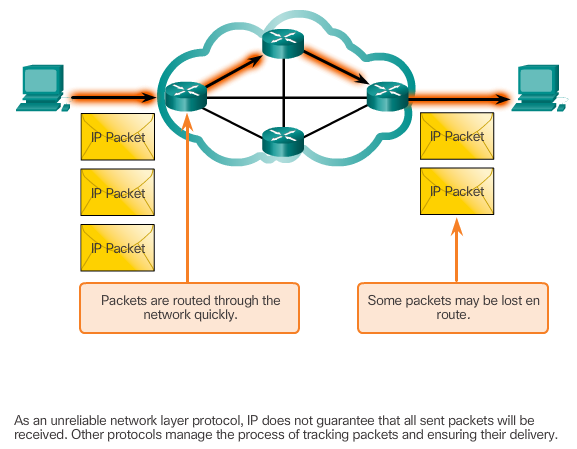 IP Packet
IP Packet
IP Packet
IP Packet
IP Packet
Packets are routed through the
network quickly.
Some packets may be lost en
route.
As an unreliable network layer protocol, IP does not guarantee that all sent packets will be
received. Other protocols manage the process of tracking packets and ensuring their delivery.